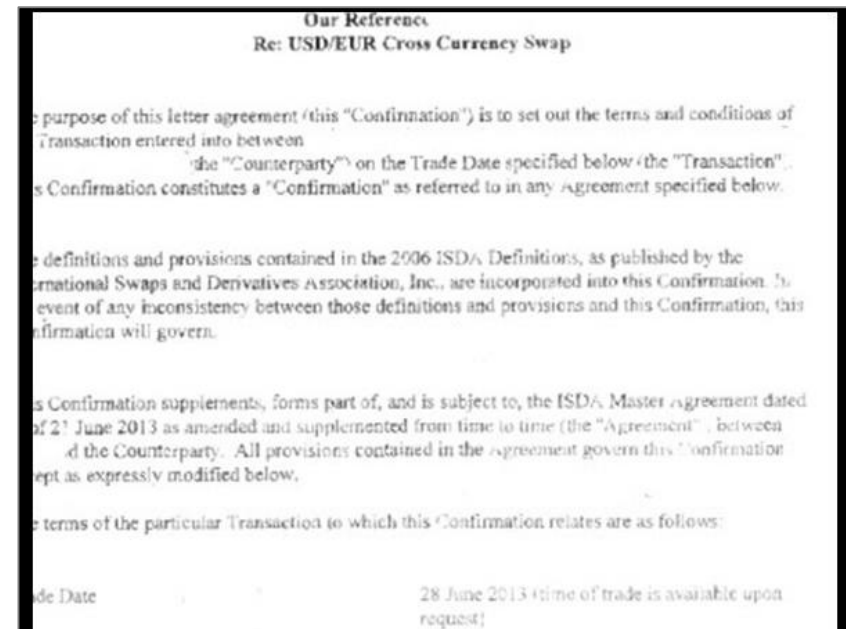 Our Reference
Re: USD/EUR Cross Currency Swap
purpose of this letter agreement (this "Confirmation") is to set out the terms and conditions of
Transaction entered into between
the "Counterparty") on the Trade Date specified below (the "Transaction"
s Confirmation constitutes a "Confirmation" as referred to in any Agreement specified below.
e definitions and provisions contained in the 2006 ISDA Definitions, as published by the
ernational Swaps and Derivatives Association, Inc., are incorporated into this Confirmation.
event of any inconsistency between those definitions and provisions and this Confirmation, this
nfirmation will govern.
s Confirmation supplements, forms part of, and is subject to, the ISDA Master Agreement dated
of 21 June 2013 as amended and supplemented from time to time (the "Agreement" , between
d the Counterparty. All provisions contained in the Agreement govern this Confirmation
ept as expressly modified below.
e terms of the particular Transaction to which this Confirmation relates are as follows:
ade Date 28 June 2013 (time of trade is available upon
request)